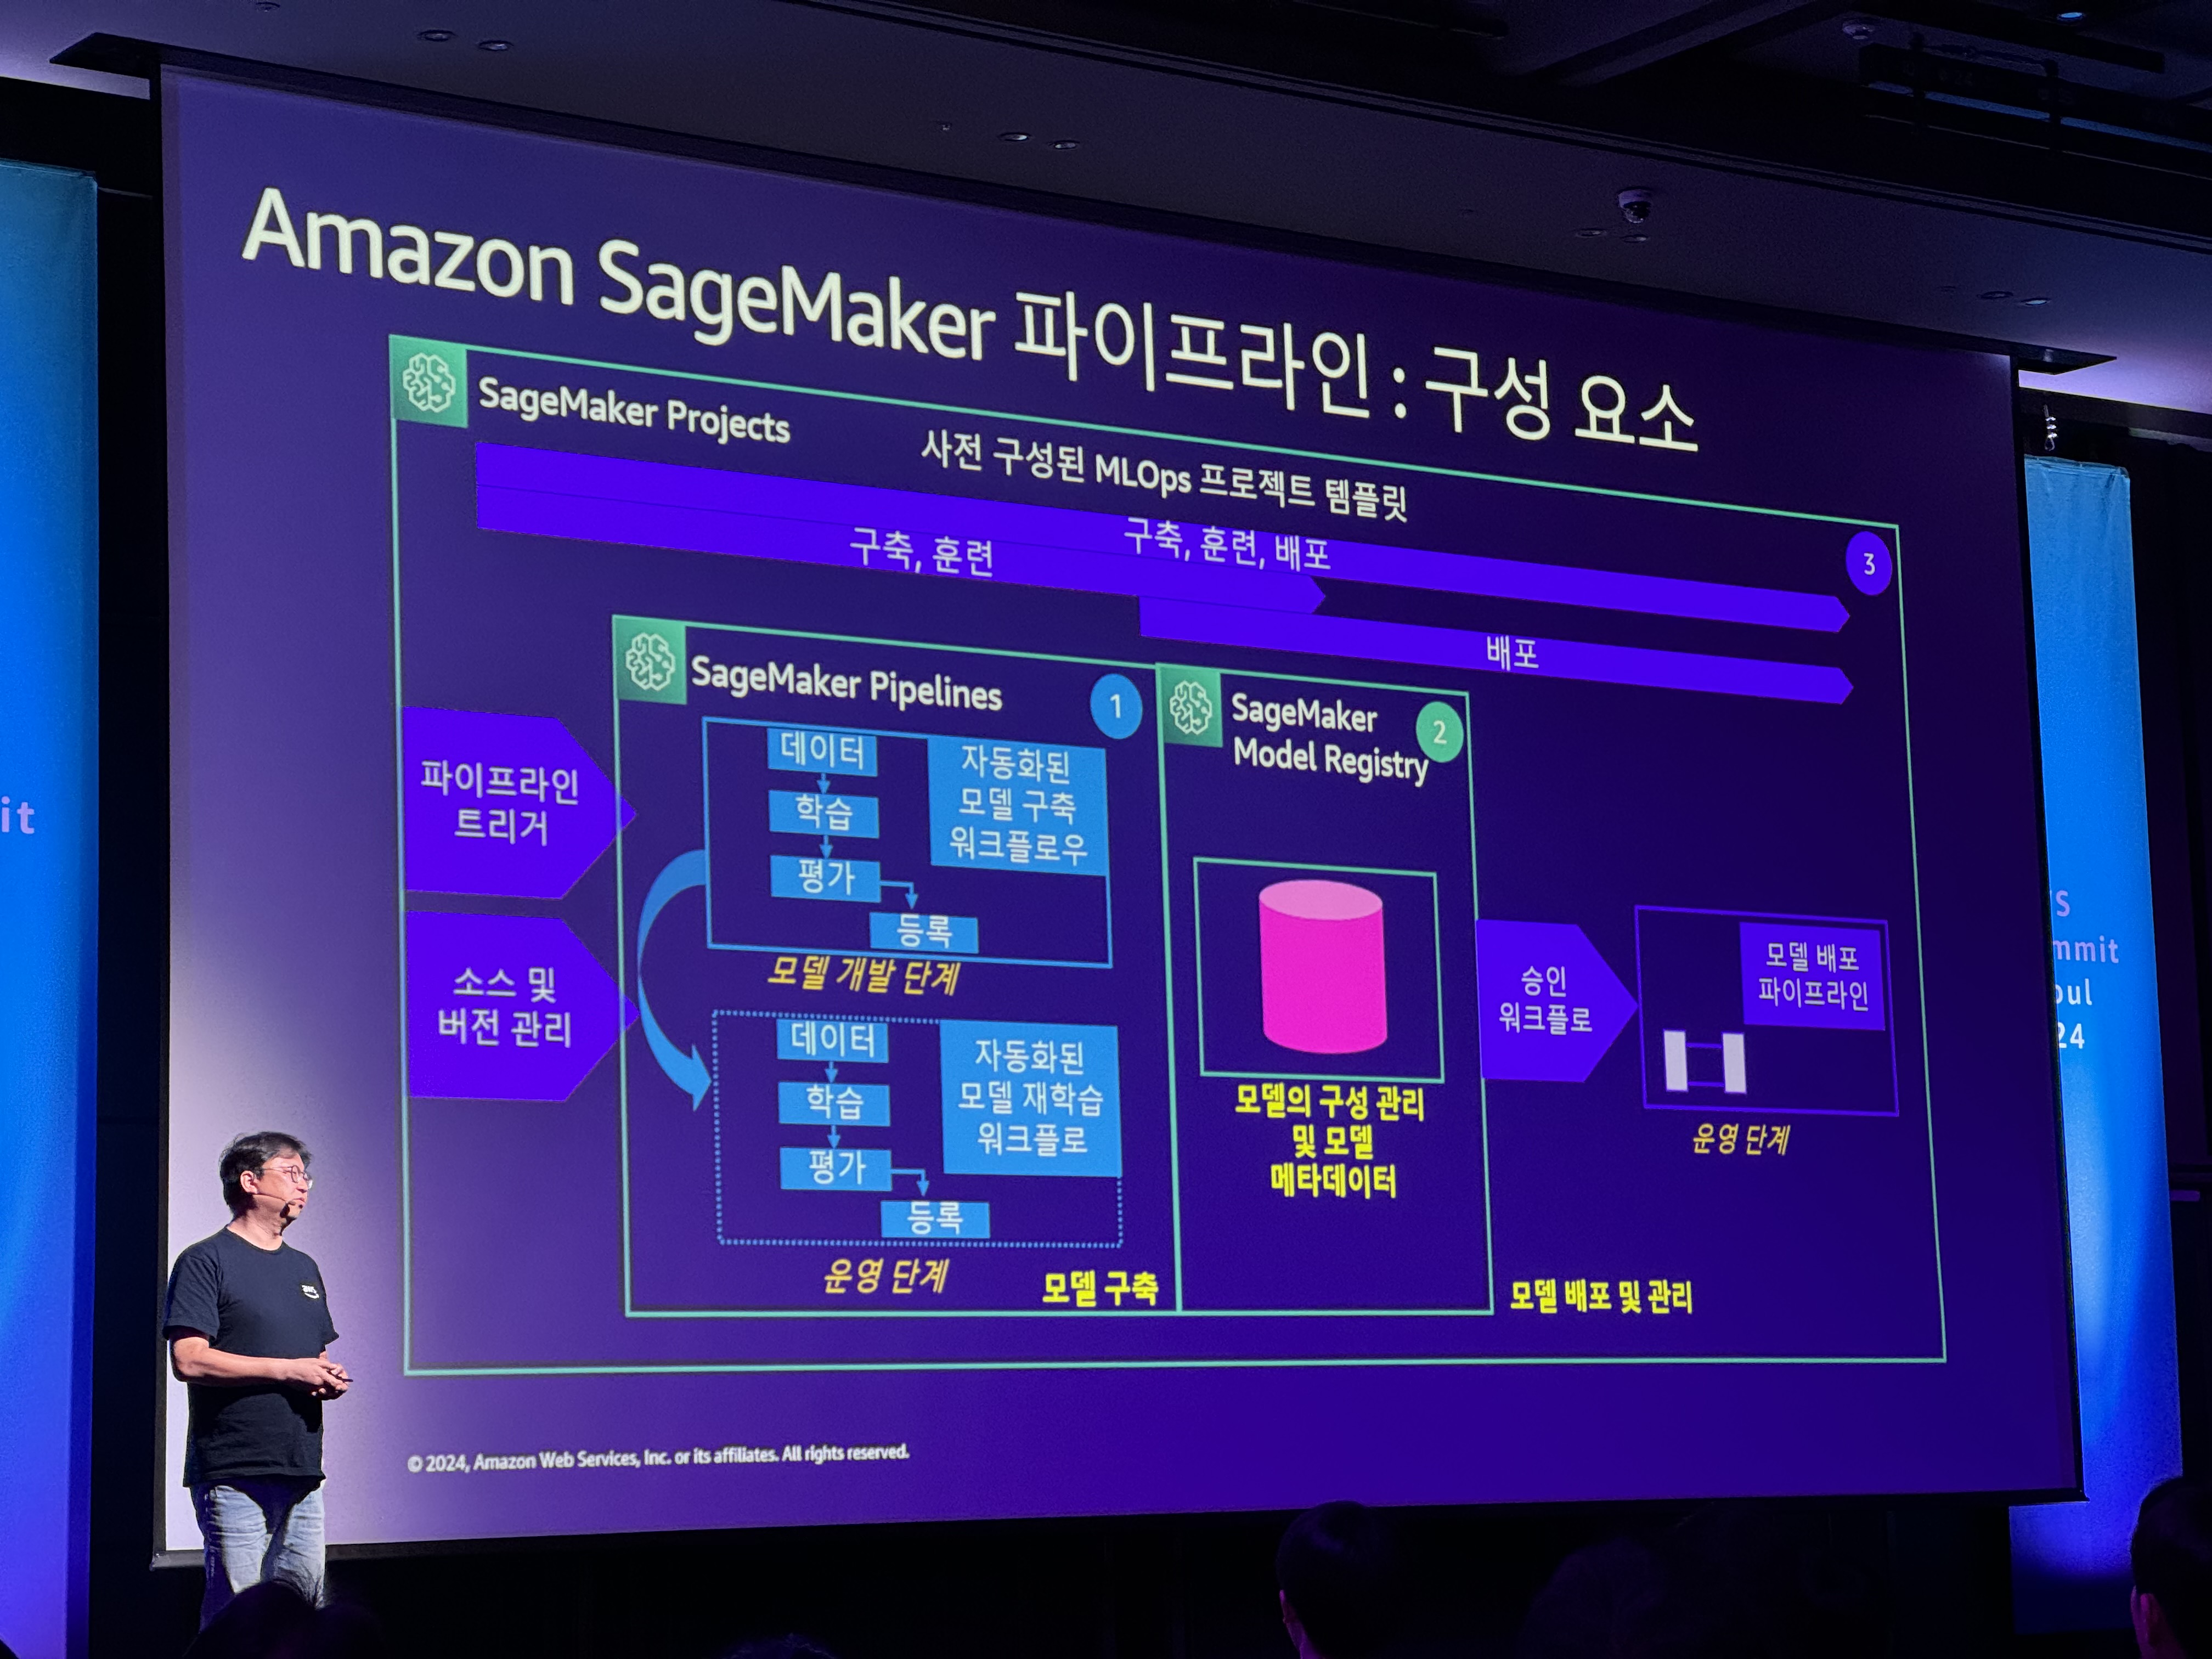 Amazon SageMaker 파이프라인 : 구성 요소
SageMaker Projects
사전 구성된 MLOps 프로젝트 템플릿
구축, 훈련, 배포
3
구축, 훈련
배포
파이프라인
트리거
소스 및
버전 관리
SageMaker Pipelines
1
데이터
학습
평가
등록
자동화된
모델 구축
워크플로우
모델 개발 단계
데이터
학습
평가
등록
자동화된
모델 재학습
워크플로
운영 단계
모델 구축
SageMaker
Model Registry
2
모델의 구성 관리
및 모델
메타데이터
승인
워크플로
모델 배포
파이프라인
운영 단계
모델 배포 및 관리
© 2024, Amazon Web Services, Inc. or its affiliates. All rights reserved.
it
S
mmit
oul
24
aws